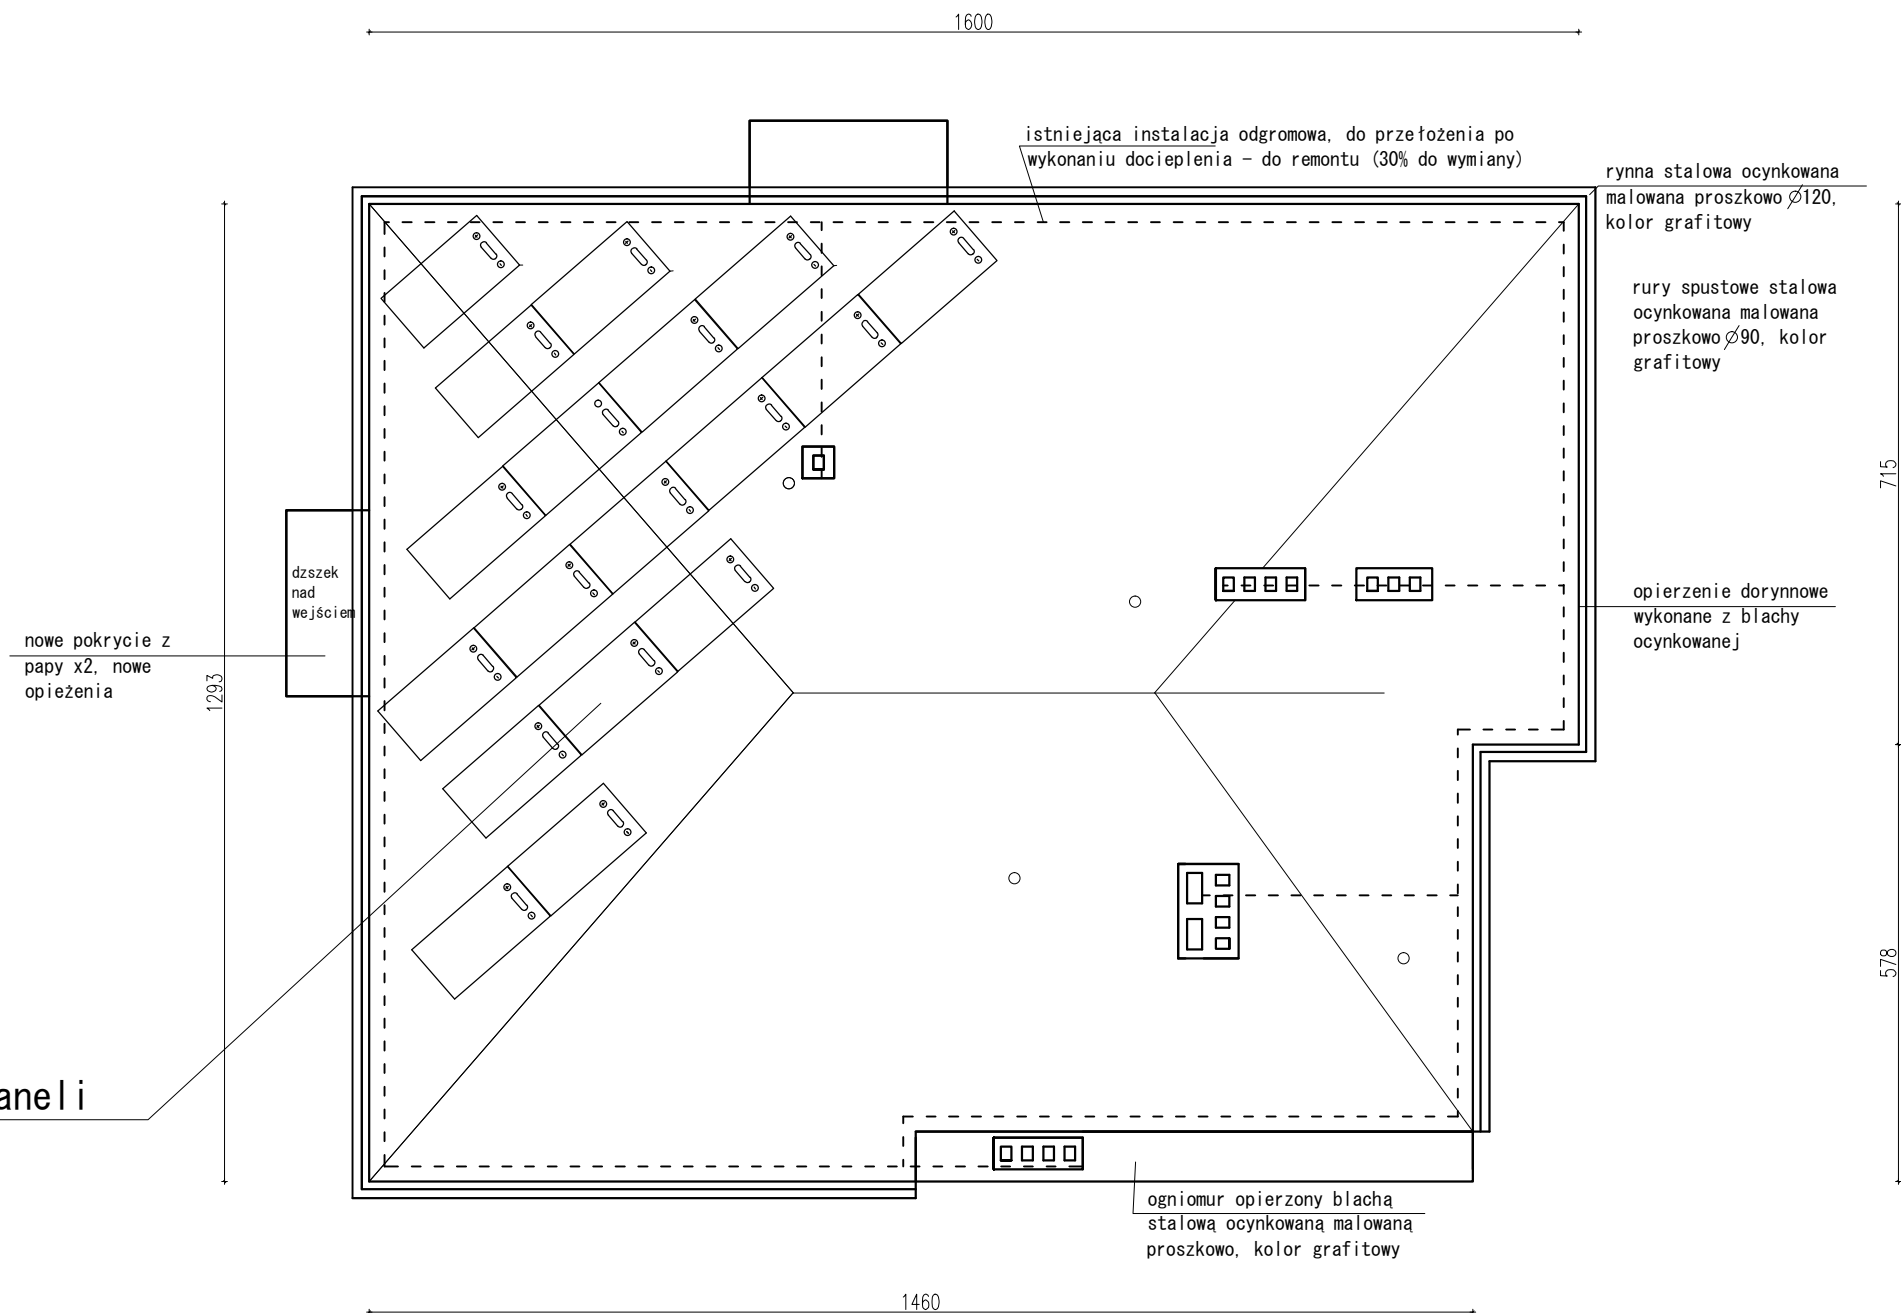 1600
istniejąca instalacja odgromowa, do przełożenia po
wykonaniu docieplenia - do remontu (30% do wymiany)
rynna stalowa ocynkowana
malowana proszkowo ∅120,
kolor grafitowy
rury spustowe stalowa
ocynkowana malowana
proszkowo ∅90, kolor
grafitowy
715
dzszek
nad
wejściem
opierzenie dorynnowe
wykonane z blachy
ocynkowanej
nowe pokrycie z
papy x2, nowe
opieżenia
1293
578
aneli
ogniomur opierzony blachą
stalową ocynkowaną malowaną
proszkowo, kolor grafitowy
1460